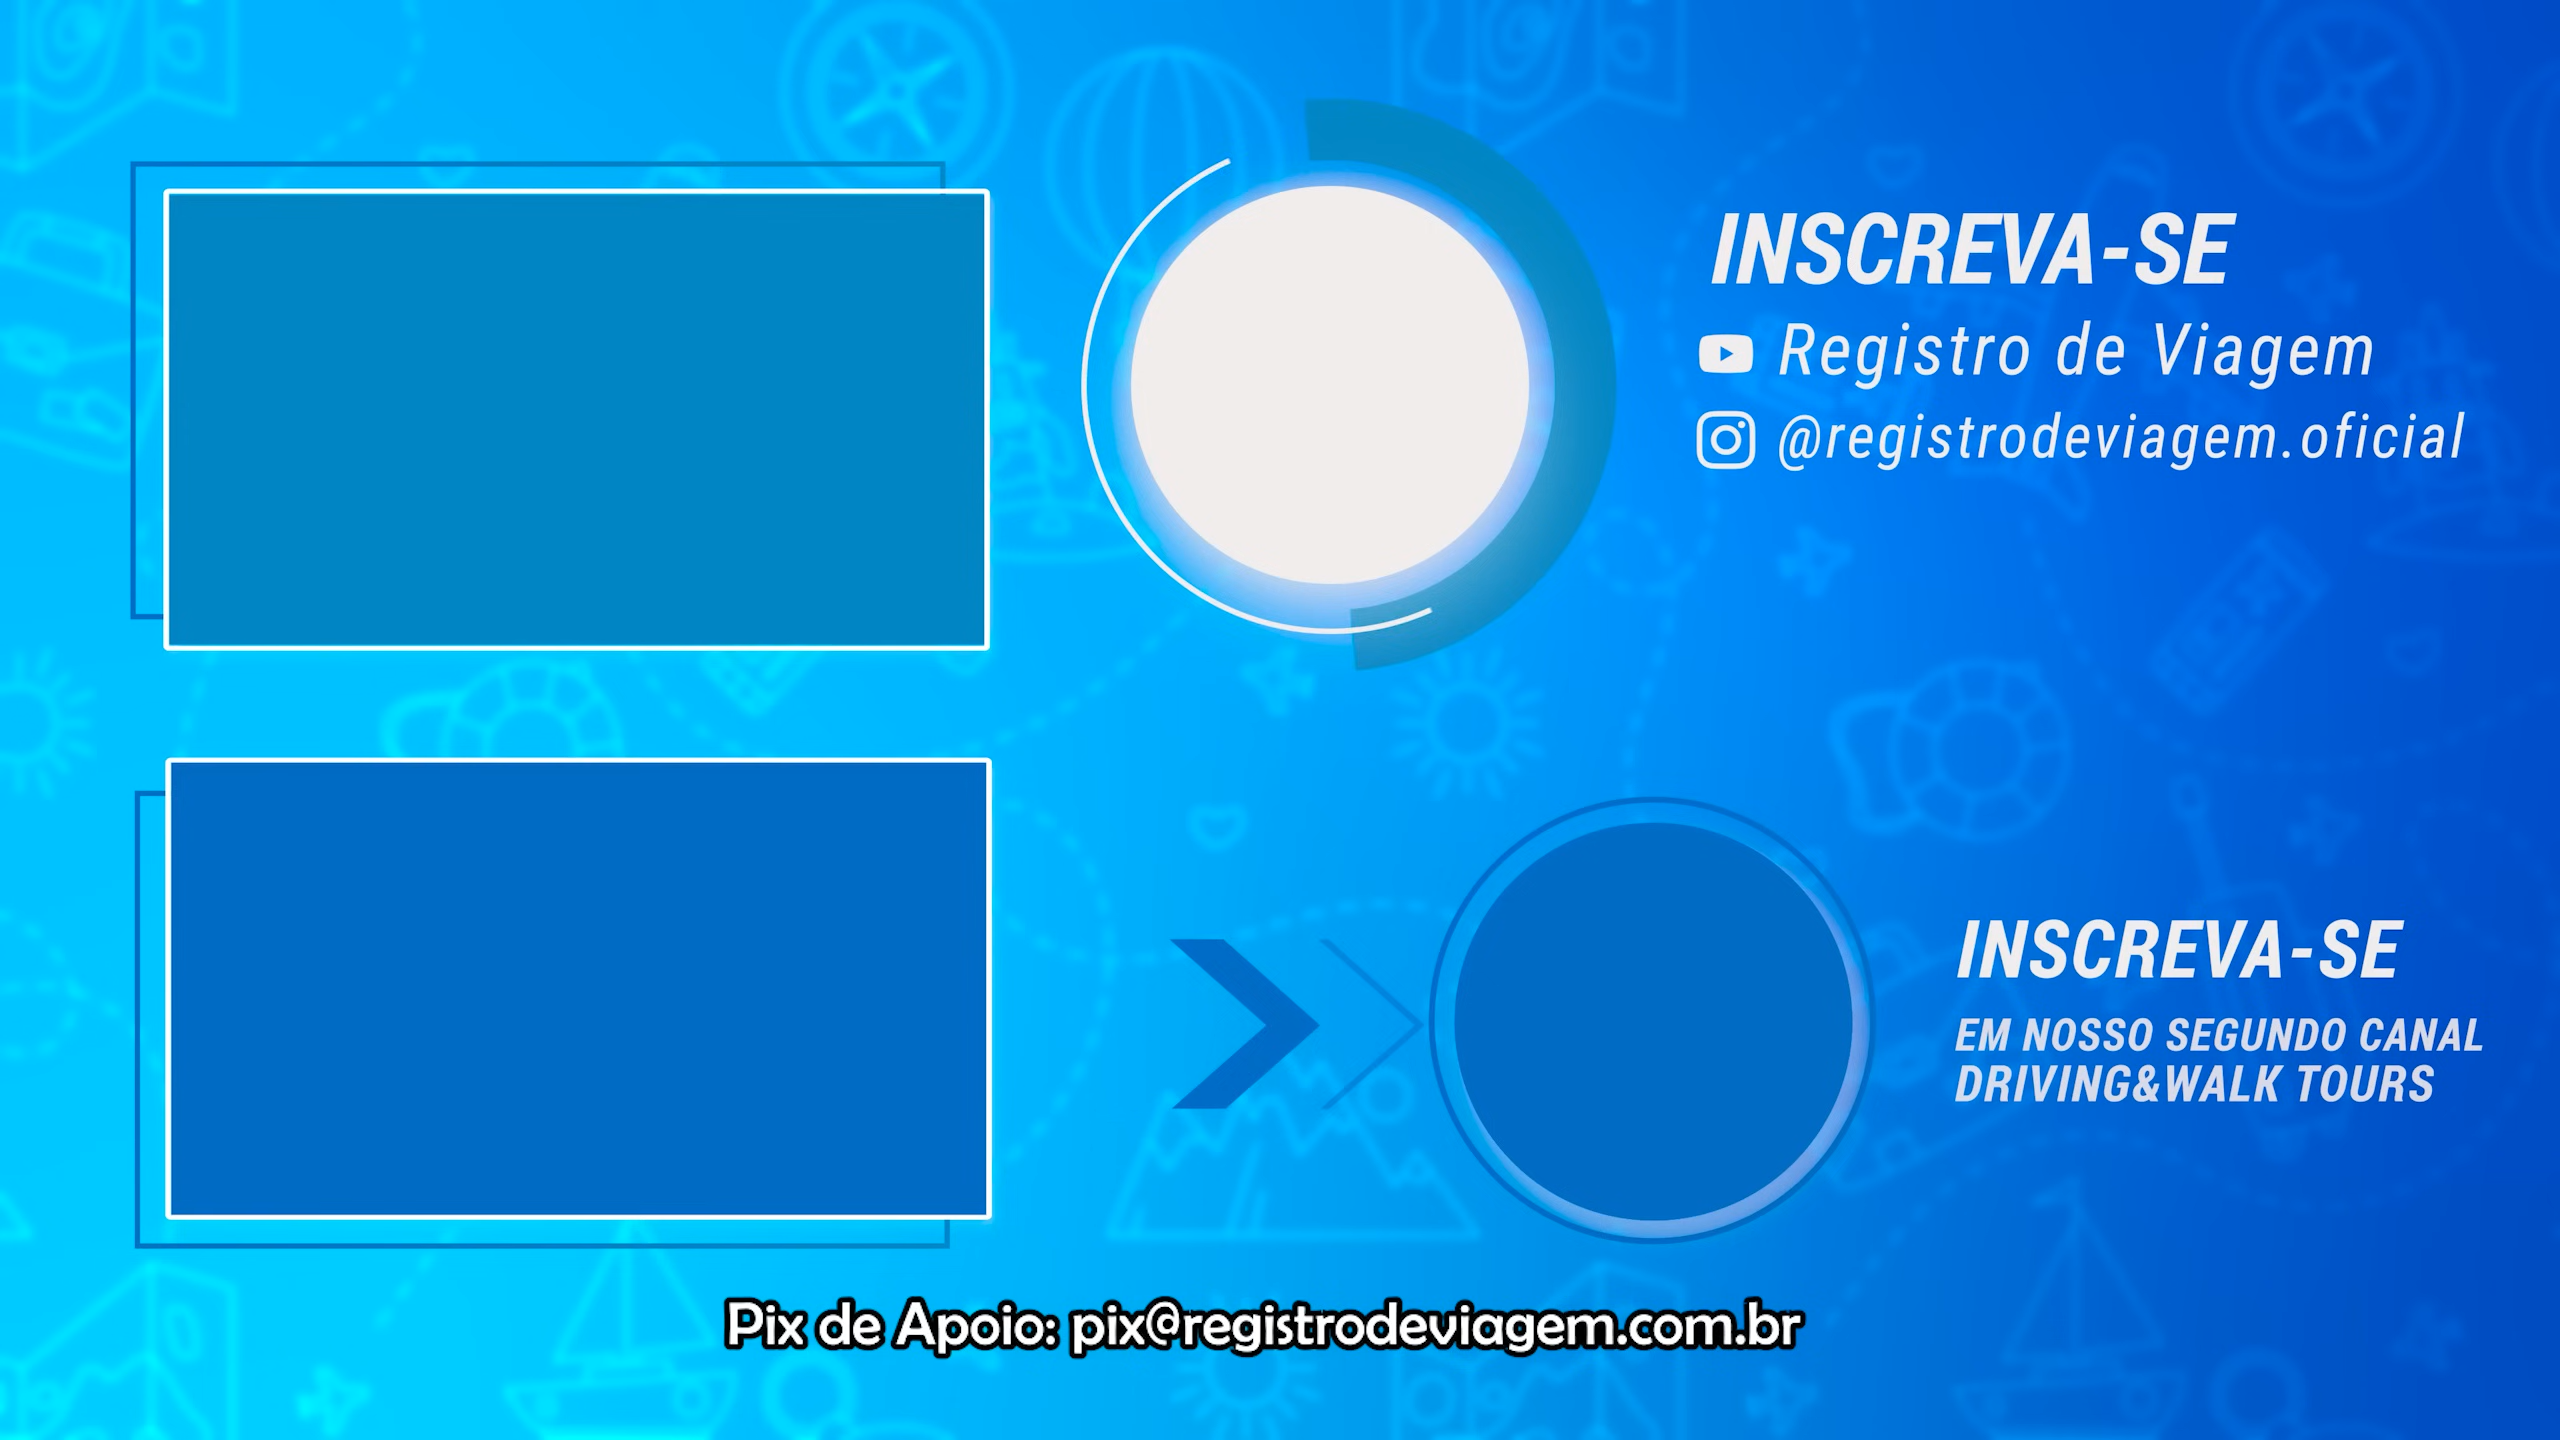 INSCREVA-SE
Registro de Viagem
@registrodeviagem.oficial
INSCREVA-SE
EM NOSSO SEGUNDO CANAL
DRIVING&WALK TOURS
Pix de Apoio: pix@registrodeviagem.com.br